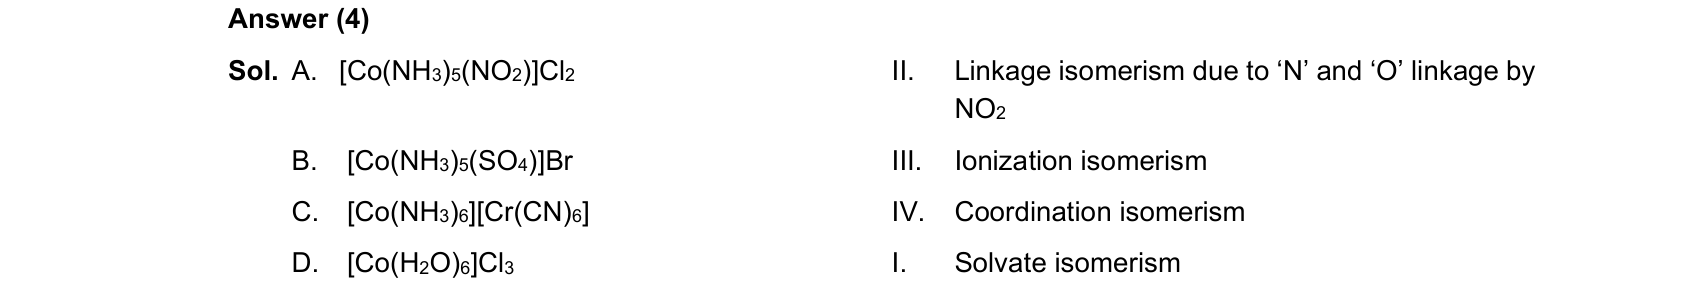 Answer (4)
Sol. A. [Co(NH3)5(NO2)]Cl2 II. Linkage isomerism due to ‘N’ and ‘O’ linkage by
NO2
B. [Co(NH3)5(SO4)]Br III. Ionization isomerism
C. [Co(NH3)6][Cr(CN)6] IV. Coordination isomerism
D. [Co(H2O)6]Cl3 I. Solvate isomerism